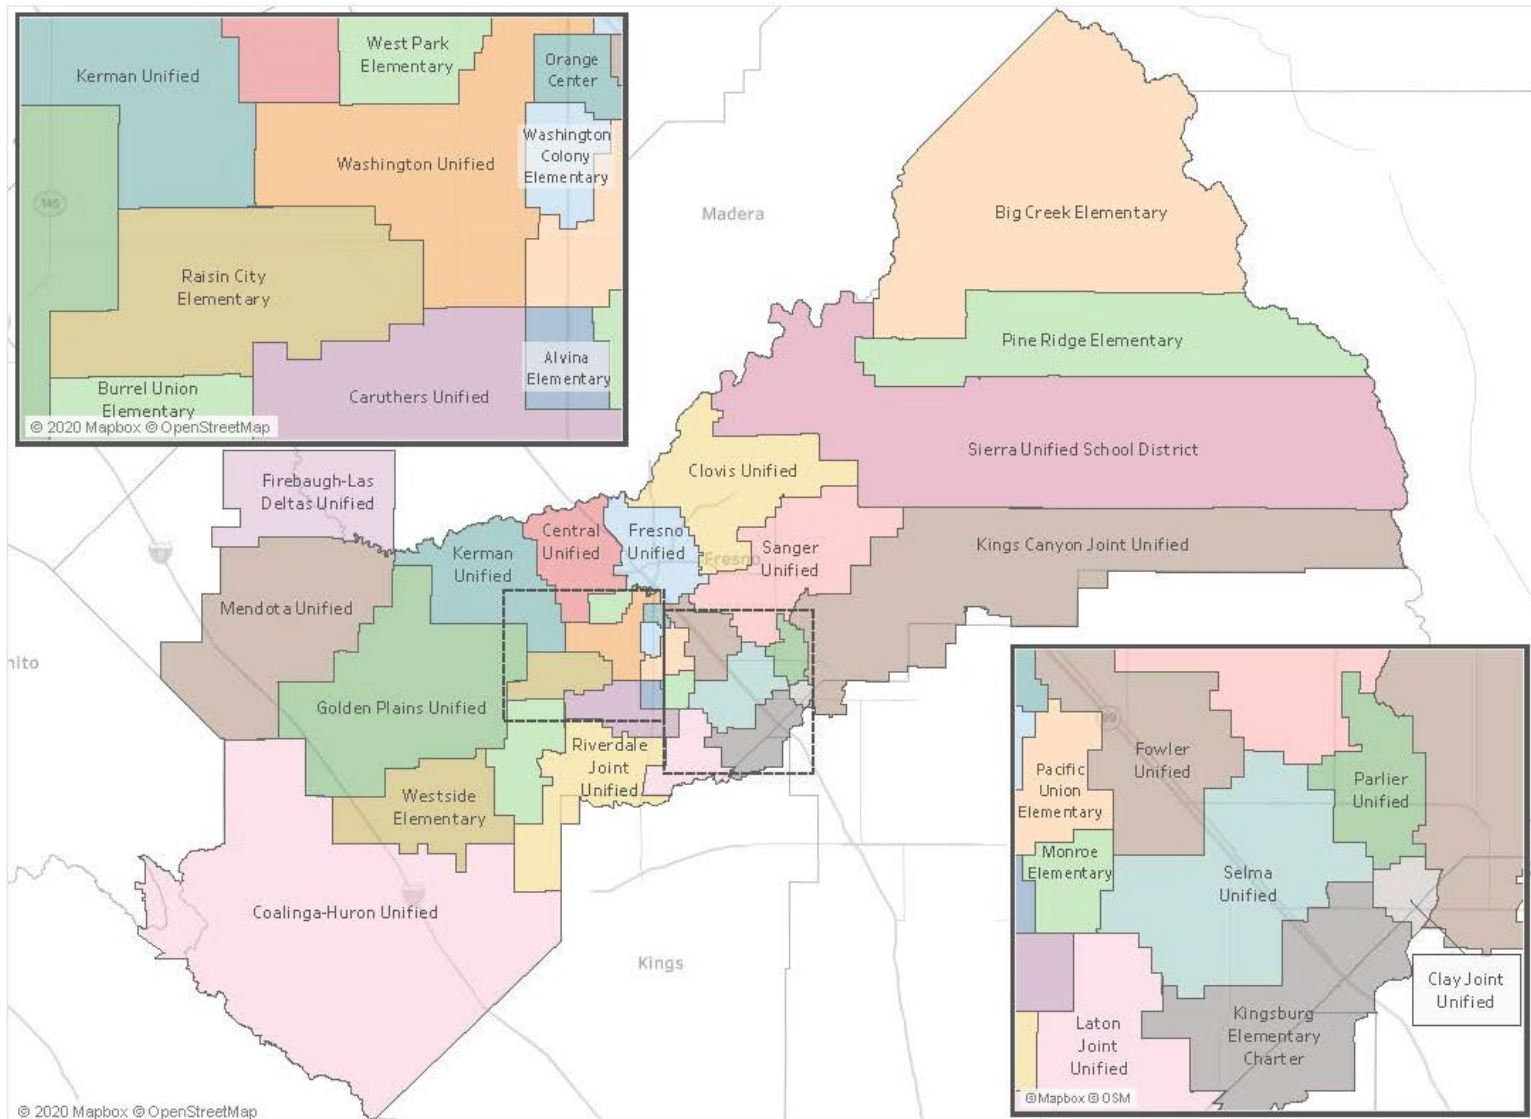 Kerman Unified
West Park
Elementary
Orange
Center
145
Washington Unified
Washington
Colony
Elementary
Raisin City
Elementary
Alvina
Elementary
Burrel Union
Elementary
Caruthers Unified
© 2020 Mapbox © OpenStreetMap
Madera
Big Creek Elementary
Pine Ridge Elementary
Sierra Unified School District
Clovis Unified
Firebaugh-Las
Deltas Unified
Kerman
Unified
Central
Unified
Fresno
Unified
Fresno
Sanger
Unified
Kings Canyon Joint Unified
Mendota Unified
nito
Golden Plains Unified
Riverdale
Joint
Unified
Westside
Elementary
Coalinga-Huron Unified
Kings
99
Fowler
Unified
Pacific
Union
Elementary
Parlier
Unified
Monroe
Elementary
Selma
Unified
Clay Joint
Unified
Laton
Joint
Unified
Kingsburg
Elementary
Charter
© Mapbox © OSM
© 2020 Mapbox © OpenStreetMap